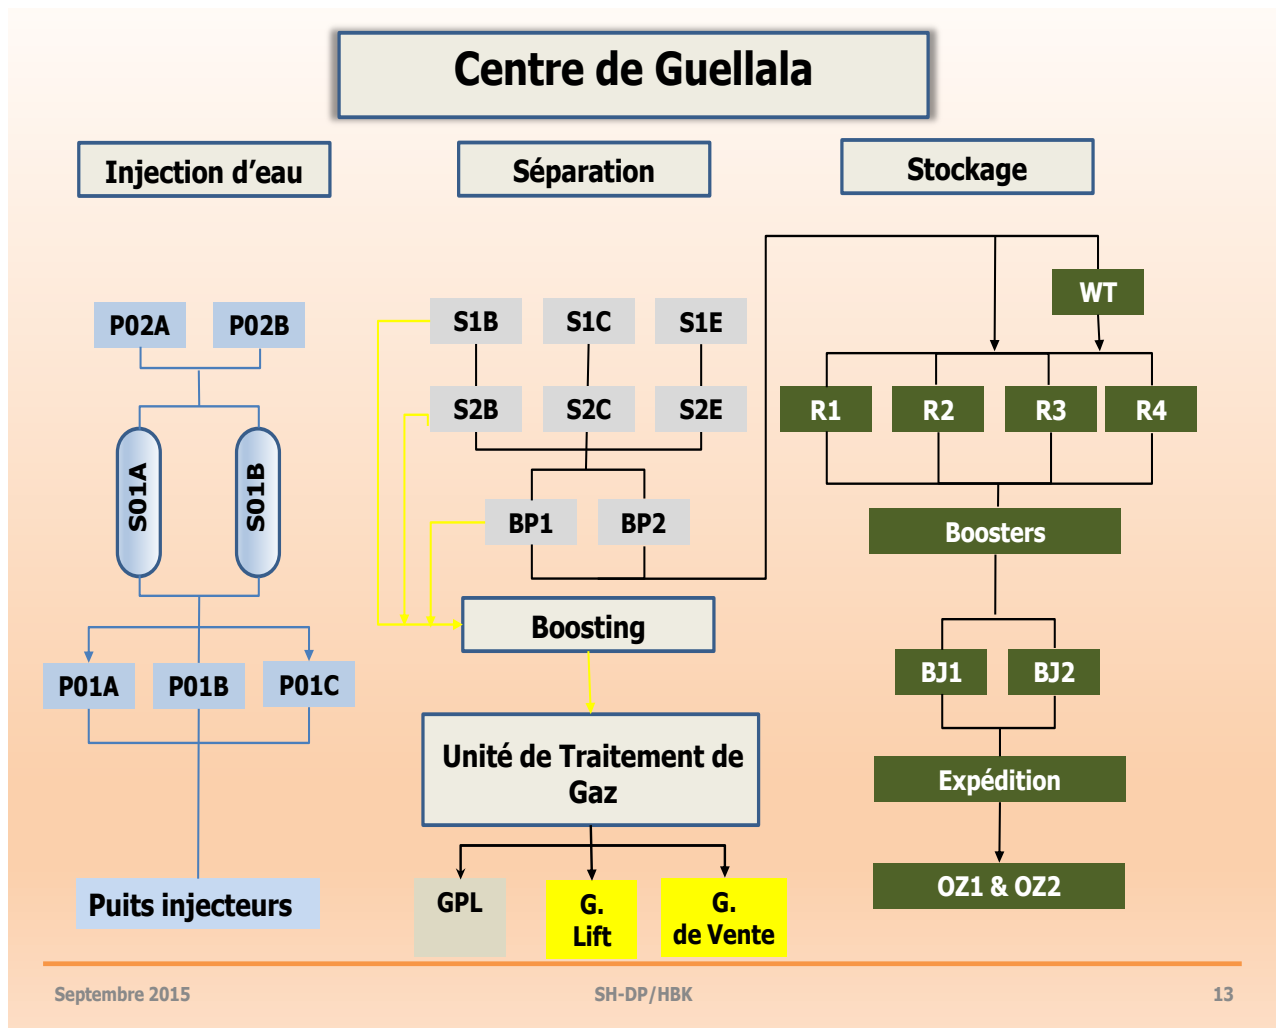 Centre de Guellala
Injection d’eau
Séparation
Stockage
P02A
P02B
S01A
S01B
P01A
P01B
P01C
Puits injecteurs
S1B
S1C
S1E
S2B
S2C
S2E
BP1
BP2
Boosting
Unité de Traitement de
Gaz
GPL
G.
Lift
G.
de Vente
WT
R1
R2
R3
R4
Boosters
BJ1
BJ2
Expédition
OZ1 & OZ2
Septembre 2015
SH-DP/HBK
13